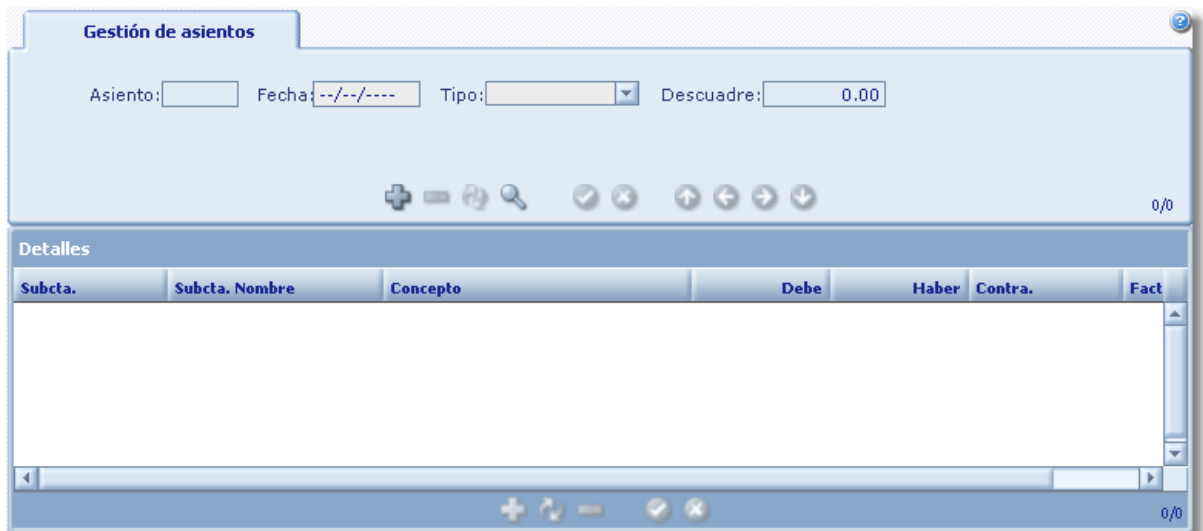 Gestión de asientos
Asiento: Fecha: --/--/---- Tipo: Descuadre: 0.00
0/0
Detalles
Subcta. Subcta. Nombre Concepto Debe Haber Contra. Fact
0/0